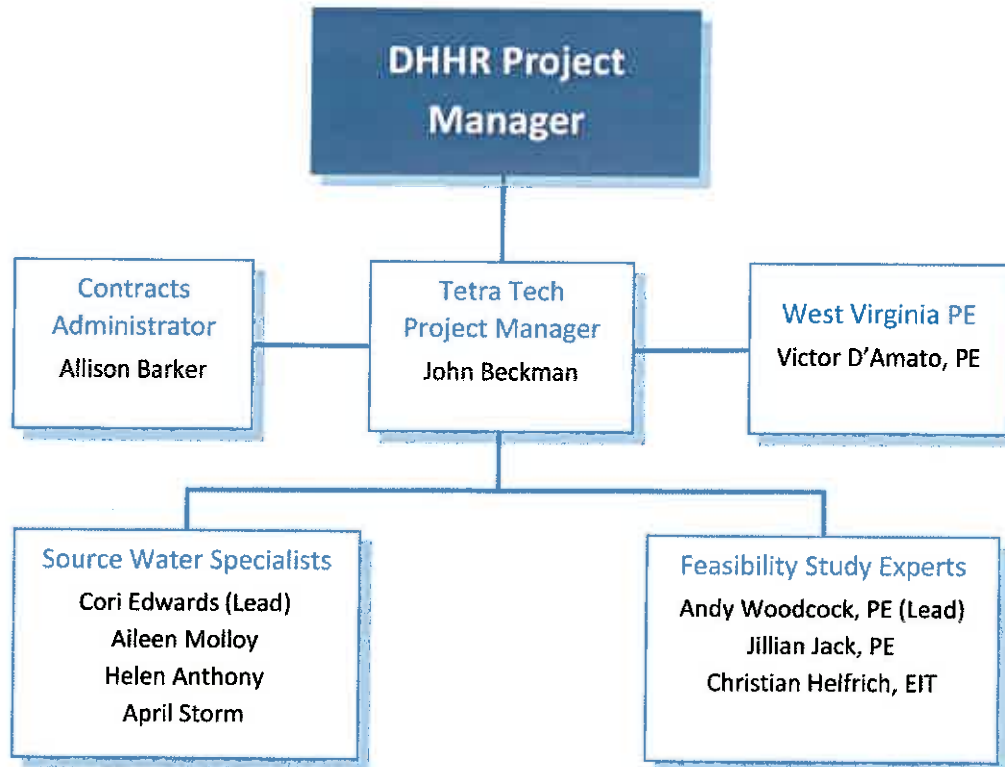 DHHR Project
Manager
Contracts
Administrator
Allison Barker
Tetra Tech
Project Manager
John Beckman
West Virginia PE
Victor D’Amato, PE
Source Water Specialists
Cori Edwards (Lead)
Aileen Molloy
Helen Anthony
April Storm
Feasibility Study Experts
Andy Woodcock, PE (Lead)
Jillian Jack, PE
Christian Helfrich, EIT